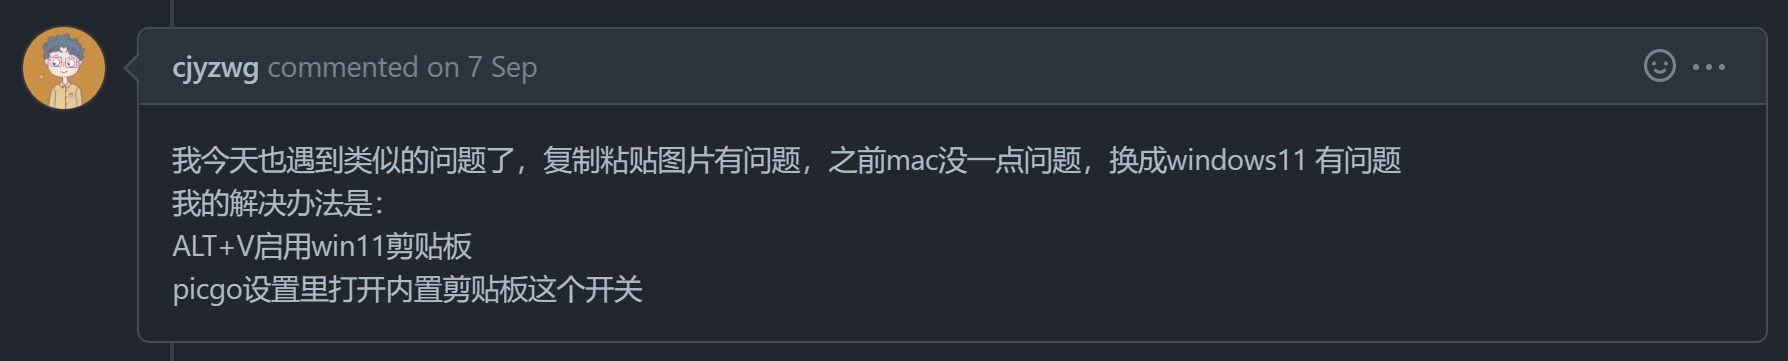 cjyzwg commented on 7 Sep
我今天也遇到类似的问题了，复制粘贴图片有问题，之前mac没一点问题，换成windows11 有问题
我的解决办法是：
ALT+V启用win11剪贴板
picgo设置里打开内置剪贴板这个开关